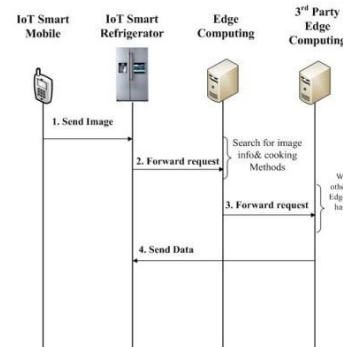 IoT Smart
Mobile
IoT Smart
Refrigerator
Edge
Computing
3rd Party
Edge
Computing
1. Send Image
2. Forward request
Search for image
info& cooking
Methods
3. Forward request
4. Send Data